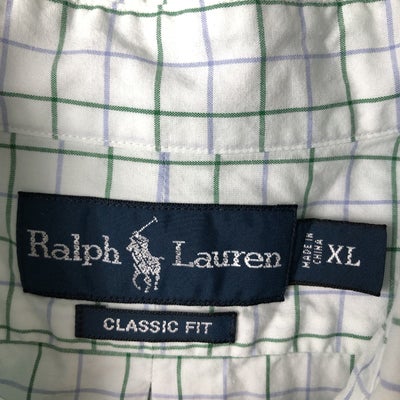 Ralph Lauren
MADE IN
CHINA
XL
CLASSIC FIT